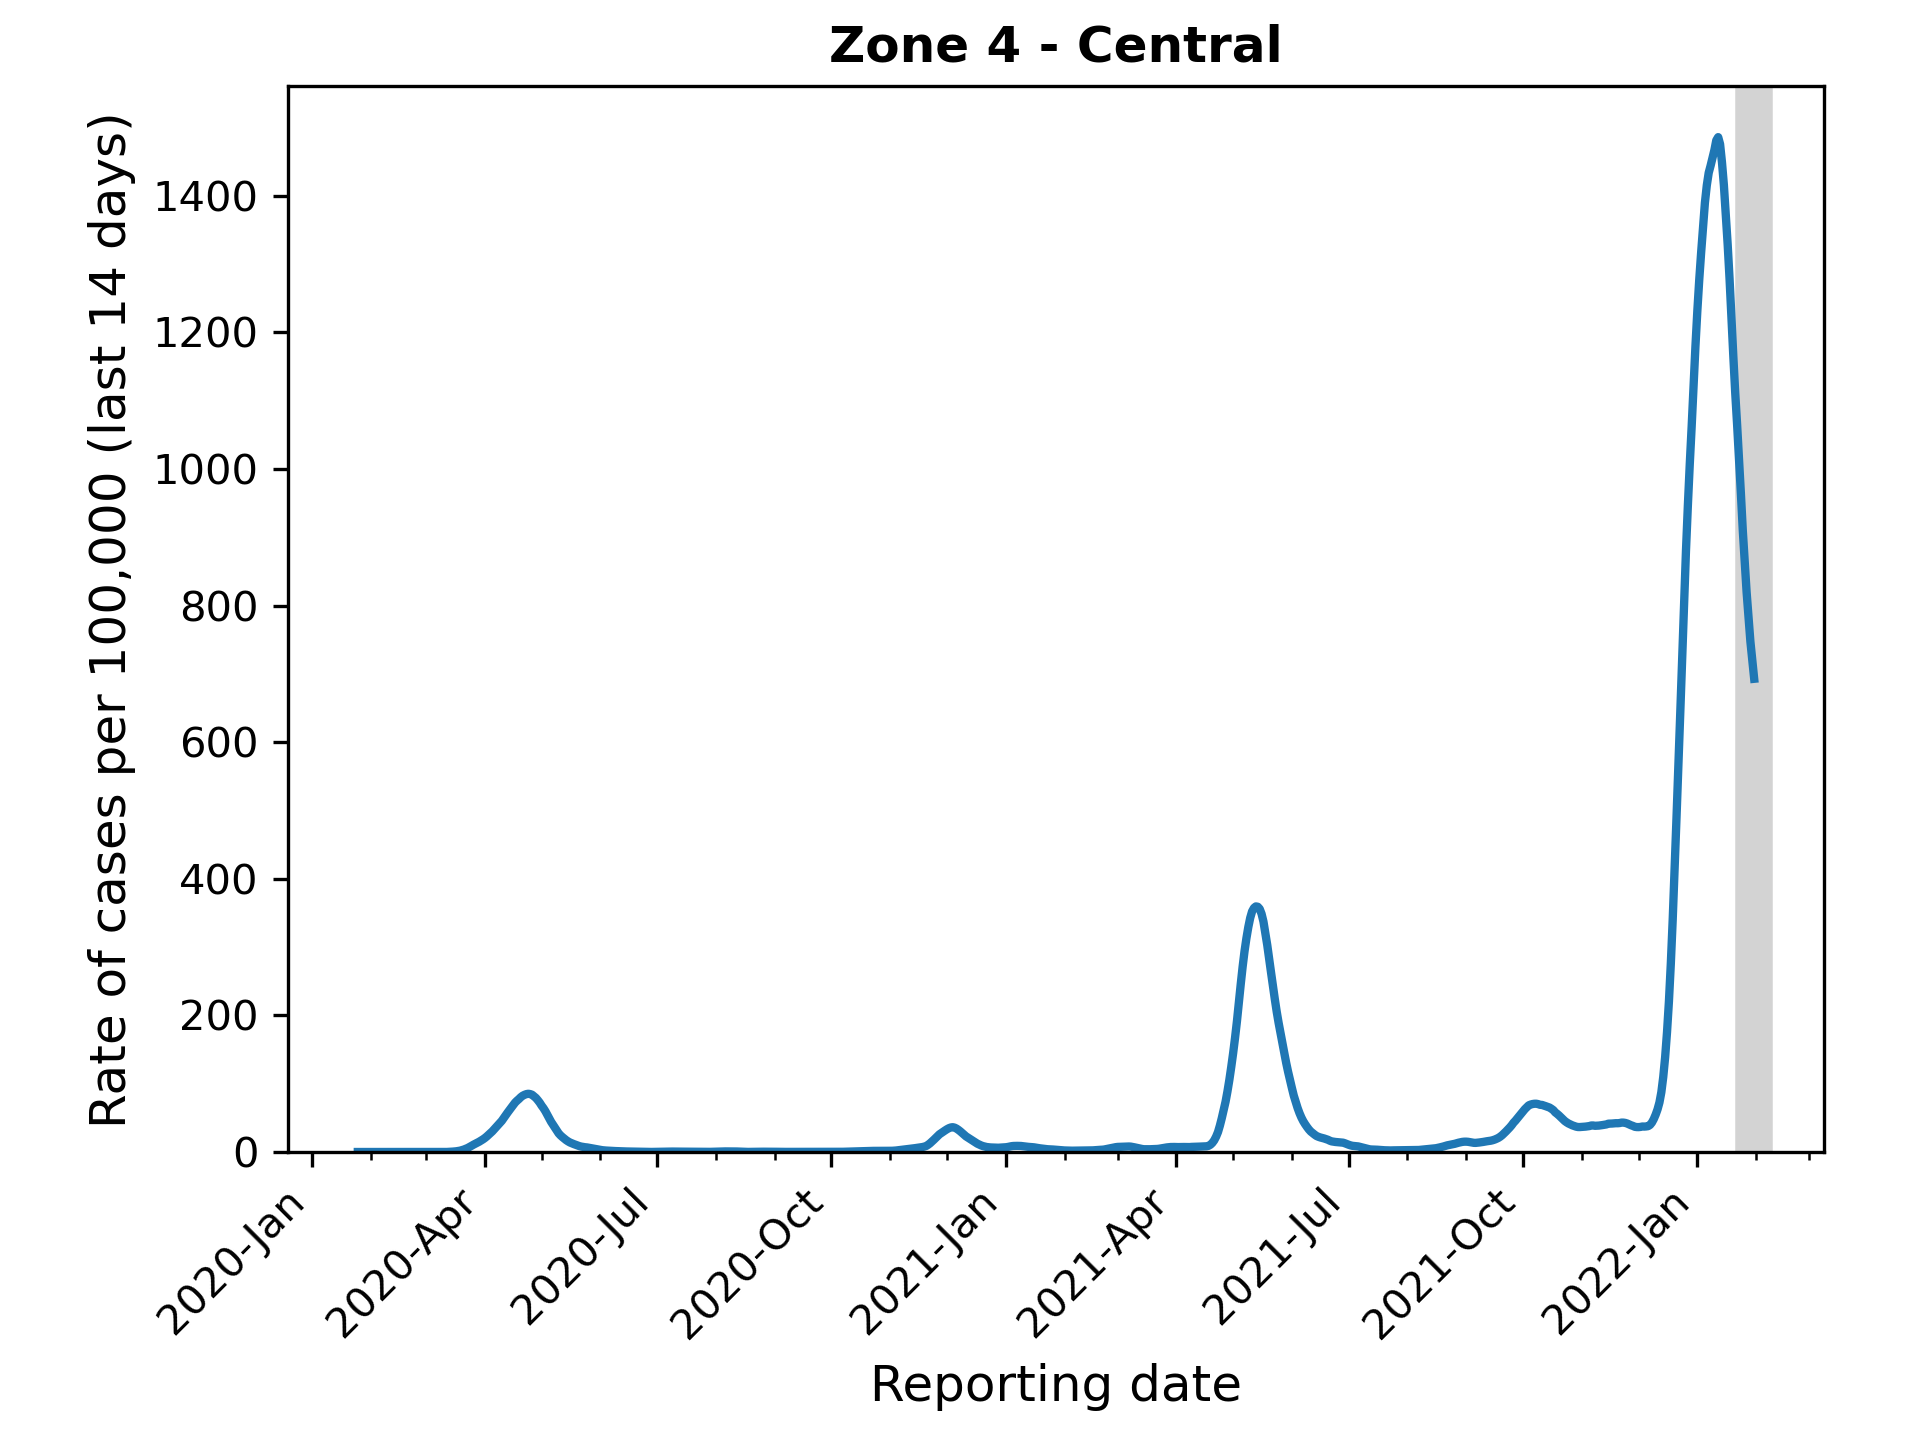 Zone 4 - Central
Rate of cases per 100,000 (last 14 days)
1400
1200
1000
800
600
400
200
0
2020-Jan
2020-Apr
2020-Jul
2020-Oct
2021-Jan
2021-Apr
2021-Jul
2021-Oct
2022-Jan
Reporting date